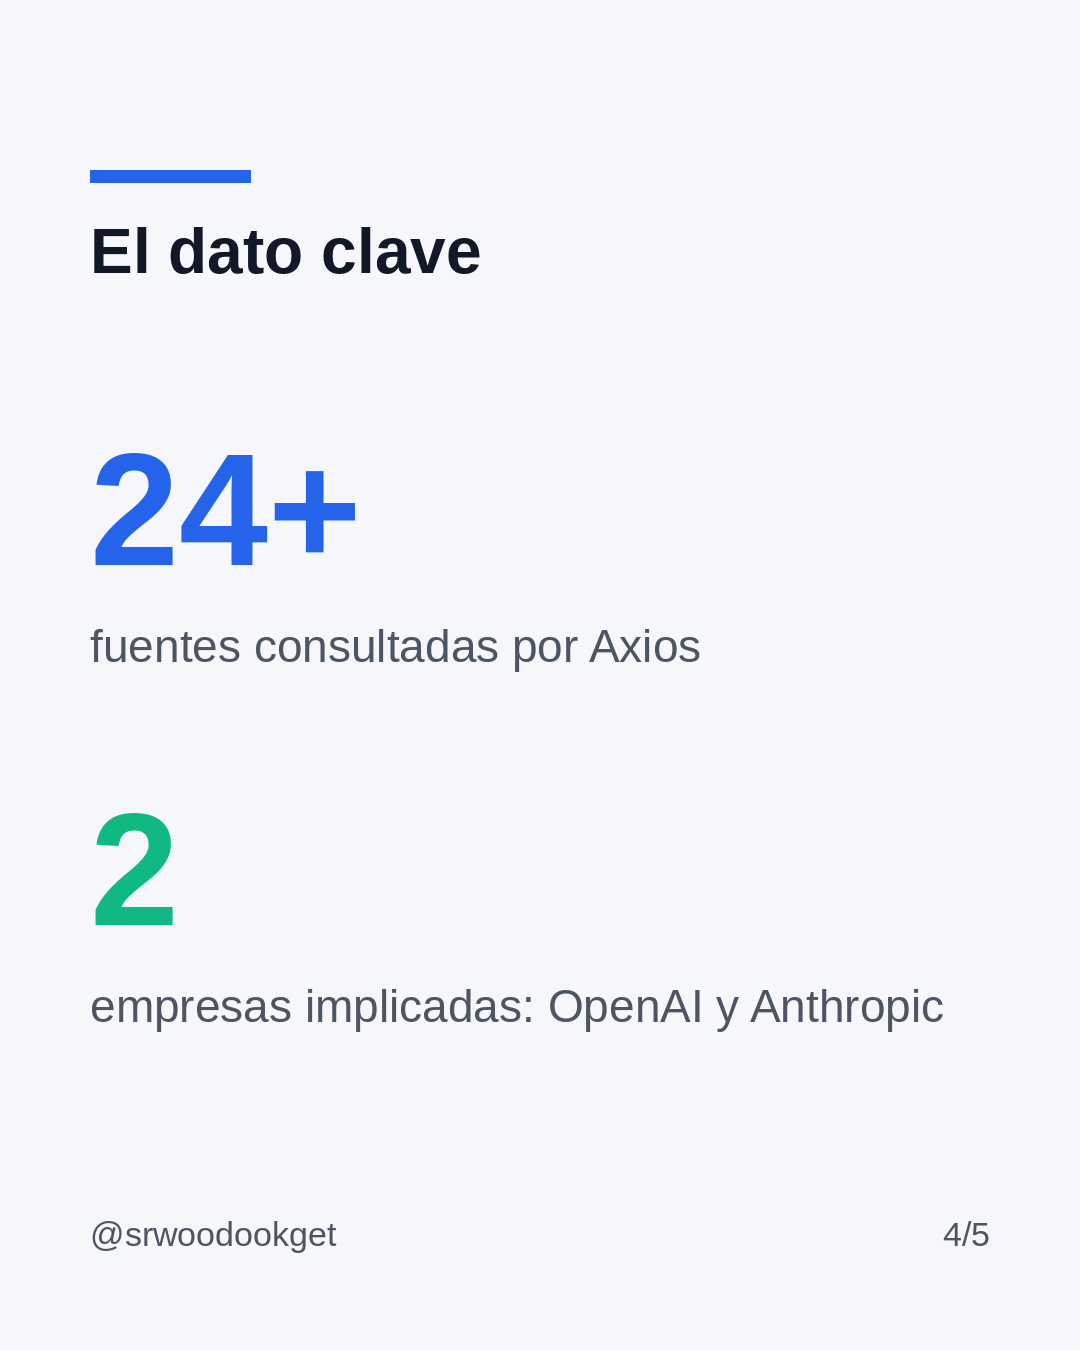 El dato clave
24+
fuentes consultadas por Axios
2
empresas implicadas: OpenAI y Anthropic
@srwoodookget
4/5